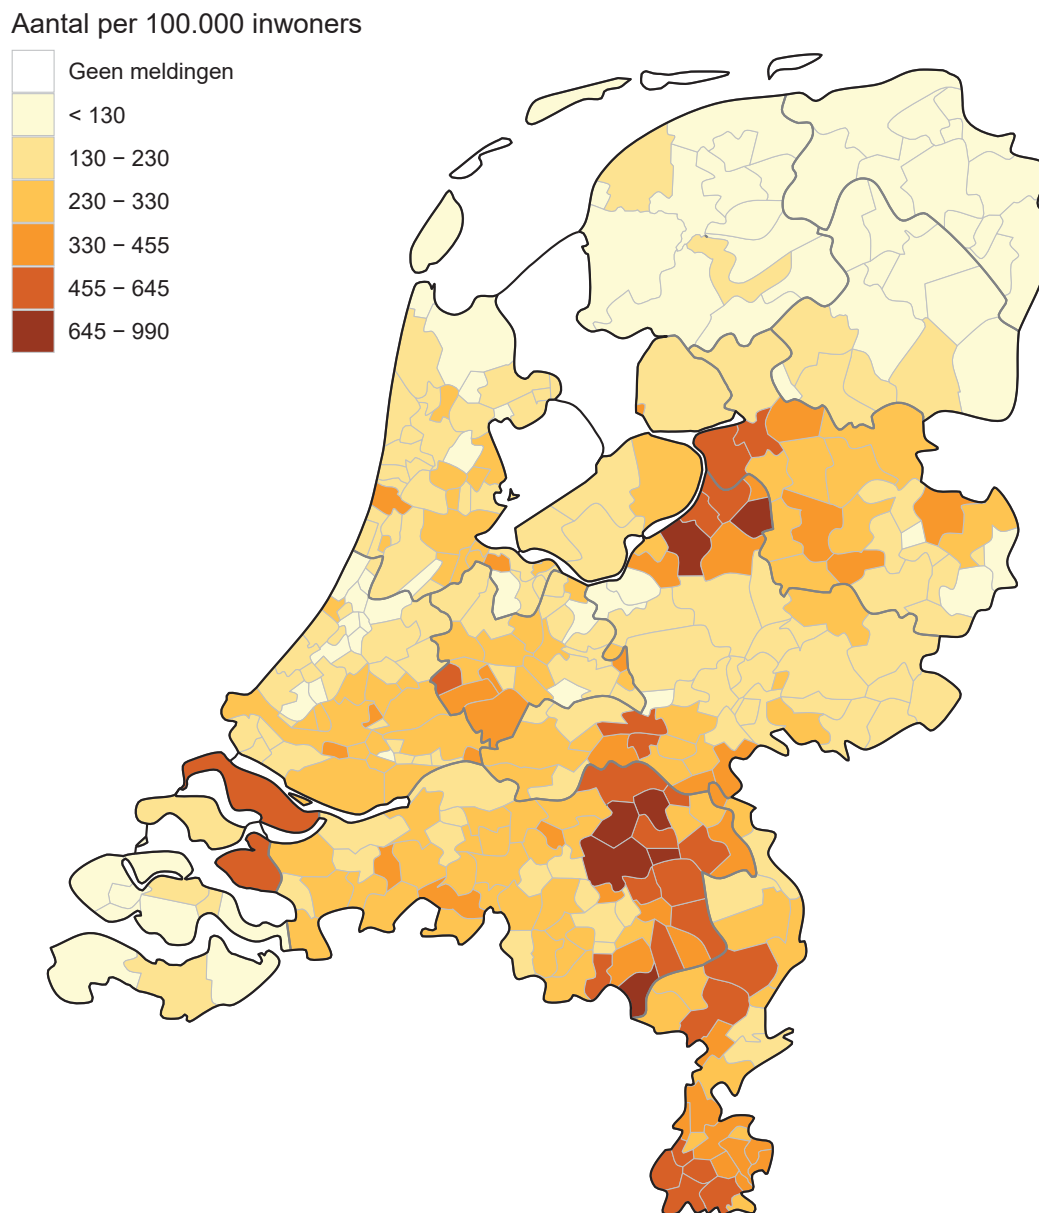 Aantal per 100.000 inwoners
Geen meldingen
< 130
130 − 230
230 − 330
330 − 455
455 − 645
645 − 990